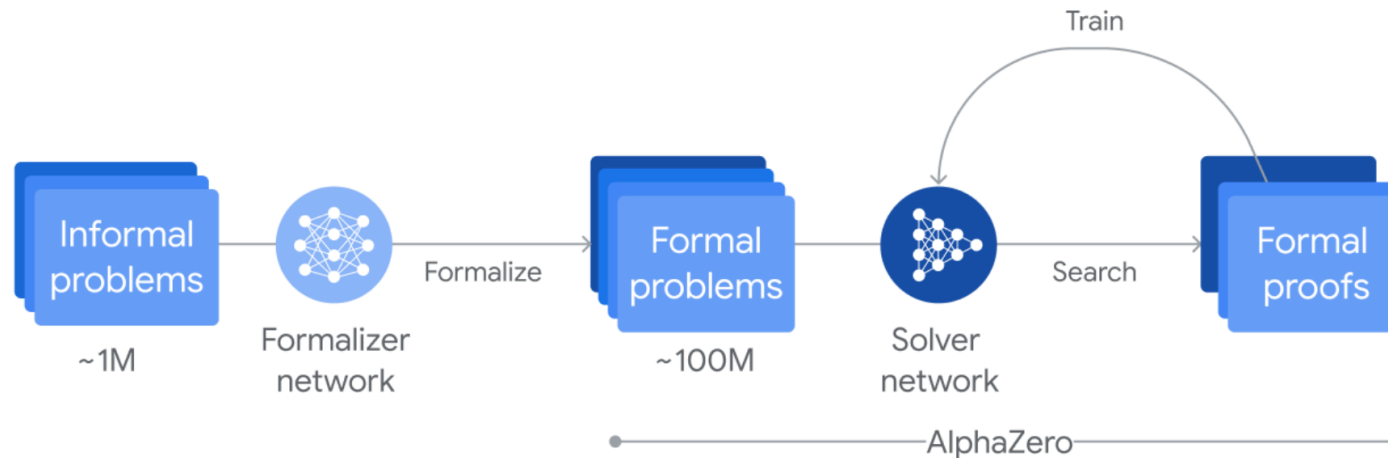 Train
Informal
problems
Formalize
Formal
problems
Search
Formal
proofs
~1M
Formalizer
network
~100M
Solver
network
AlphaZero